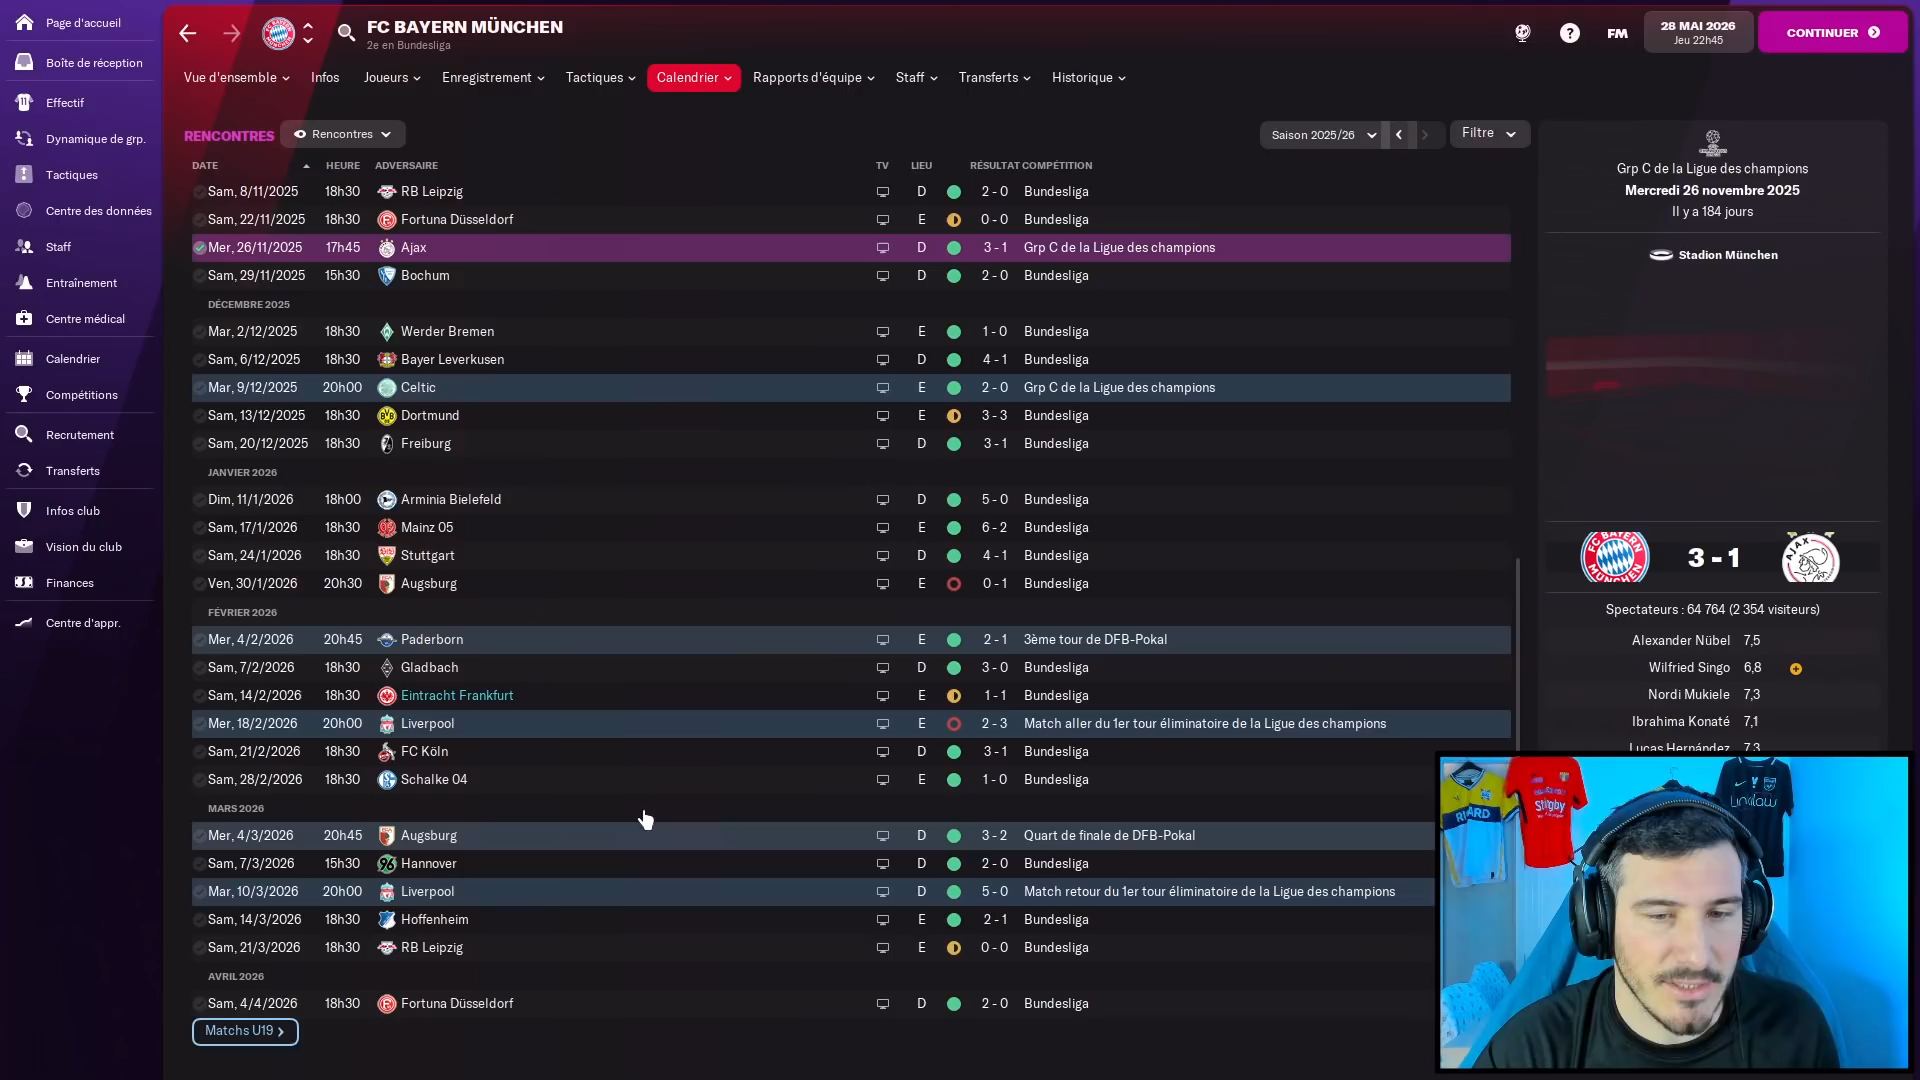 Page d'accueil
Boîte de réception
Effectif
Dynamique de grp.
Tactiques
Centre des données
Staff
Entraînement
Centre médical
Calendrier
Compétitions
Recrutement
Transferts
Infos club
Vision du club
Finances
Centre d'appr.
FC BAYERN MÜNCHEN
2e en Bundesliga
FM
28 MAI 2026
Jeu 22h45
CONTINUER
Vue d'ensemble Infos Joueurs Enregistrement Tactiques Calendrier Rapports d'équipe Staff Transferts Historique
RENCONTRES Rencontres Saison 2025/26 Filtre
DATE HEURE ADVERSAIRE TV LIEU RÉSULTAT COMPÉTITION
Sam, 8/11/2025 18h30 RB Leipzig D 2 - 0 Bundesliga
Sam, 22/11/2025 18h30 Fortuna Düsseldorf E 0 - 0 Bundesliga
Mer, 26/11/2025 17h45 Ajax D 3 - 1 Grp C de la Ligue des champions
Sam, 29/11/2025 15h30 Bochum D 2 - 0 Bundesliga
DÉCEMBRE 2025
Mar, 2/12/2025 18h30 Werder Bremen E 1 - 0 Bundesliga
Sam, 6/12/2025 18h30 Bayer Leverkusen D 4 - 1 Bundesliga
Mar, 9/12/2025 20h00 Celtic E 2 - 0 Grp C de la Ligue des champions
Sam, 13/12/2025 18h30 Dortmund E 3 - 3 Bundesliga
Sam, 20/12/2025 18h30 Freiburg D 3 - 1 Bundesliga
JANVIER 2026
Dim, 11/1/2026 18h00 Arminia Bielefeld D 5 - 0 Bundesliga
Sam, 17/1/2026 18h30 Mainz 05 E 6 - 2 Bundesliga
Sam, 24/1/2026 18h30 Stuttgart D 4 - 1 Bundesliga
Ven, 30/1/2026 20h30 Augsburg E 0 - 1 Bundesliga
FÉVRIER 2026
Mer, 4/2/2026 20h45 Paderborn E 2 - 1 3ème tour de DFB-Pokal
Sam, 7/2/2026 18h30 Gladbach D 3 - 0 Bundesliga
Sam, 14/2/2026 18h30 Eintracht Frankfurt E 1 - 1 Bundesliga
Mer, 18/2/2026 20h00 Liverpool E 2 - 3 Match aller du 1er tour éliminatoire de la Ligue des champions
Sam, 21/2/2026 18h30 FC Köln D 3 - 1 Bundesliga
Sam, 28/2/2026 18h30 Schalke 04 E 1 - 0 Bundesliga
MARS 2026
Mer, 4/3/2026 20h45 Augsburg D 3 - 2 Quart de finale de DFB-Pokal
Sam, 7/3/2026 15h30 Hannover D 2 - 0 Bundesliga
Mar, 10/3/2026 20h00 Liverpool D 5 - 0 Match retour du 1er tour éliminatoire de la Ligue des champions
Sam, 14/3/2026 18h30 Hoffenheim E 2 - 1 Bundesliga
Sam, 21/3/2026 18h30 RB Leipzig E 0 - 0 Bundesliga
AVRIL 2026
Sam, 4/4/2026 18h30 Fortuna Düsseldorf D 2 - 0 Bundesliga
Matchs U19
Grp C de la Ligue des champions
Mercredi 26 novembre 2025
Il y a 184 jours
Stadion München
3 - 1
Spectateurs : 64 764 (2 354 visiteurs)
Alexander Nübel 7,5
Wilfried Singo 6,8
Nordi Mukiele 7,3
Ibrahima Konaté 7,1
Lucas Hernández 7,3